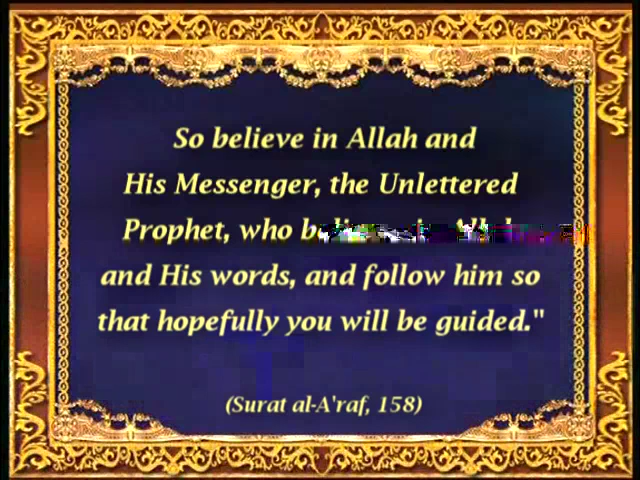 So believe in Allah and
His Messenger, the Unlettered
Prophet, who believes in Allah
and His words, and follow him so
that hopefully you will be guided."
(Surat al-A'raf, 158)